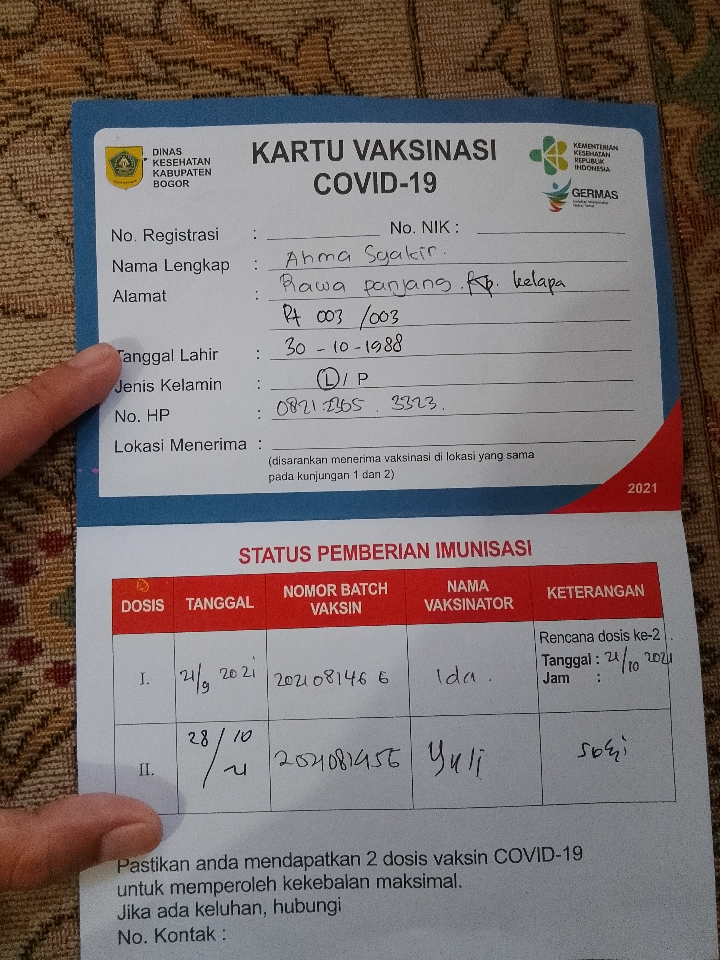 DINAS
KESEHATAN
KABUPATEN
BOGOR
KARTU VAKSINASI
COVID-19
KEMENTERIAN
KESEHATAN
REPUBLIK
INDONESIA
GERMAS
No. Registrasi : No. NIK :
Nama Lengkap : Ahma Syakir.
Alamat : Rawa panjang. Kp. kelapa
Rt 003 /003
Tanggal Lahir : 30 - 10 - 1988
Jenis Kelamin : L / P
No. HP : 0821 2365 . 3323.
Lokasi Menerima :
(disarankan menerima vaksinasi di lokasi yang sama
pada kunjungan 1 dan 2)
2021
STATUS PEMBERIAN IMUNISASI
DOSIS TANGGAL NOMOR BATCH VAKSIN NAMA VAKSINATOR KETERANGAN
Rencana dosis ke-2
I. 21/9 2021 202108146 6 Ida. Tanggal : 21/10 2021
Jam :
II. 28/10 21 202108145G Yuli
Pastikan anda mendapatkan 2 dosis vaksin COVID-19
untuk memperoleh kekebalan maksimal.
Jika ada keluhan, hubungi
No. Kontak :